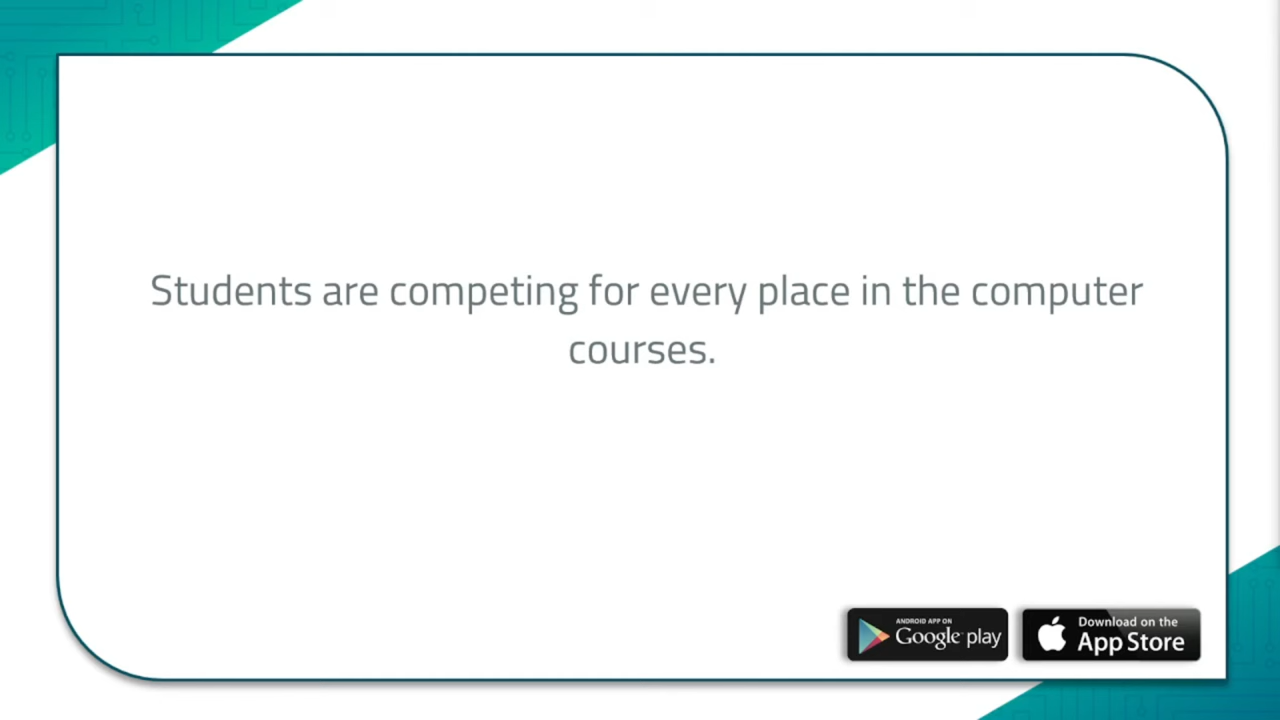 Students are competing for every place in the computer
courses.
ANDROID APP ON
Google play
Download on the
App Store